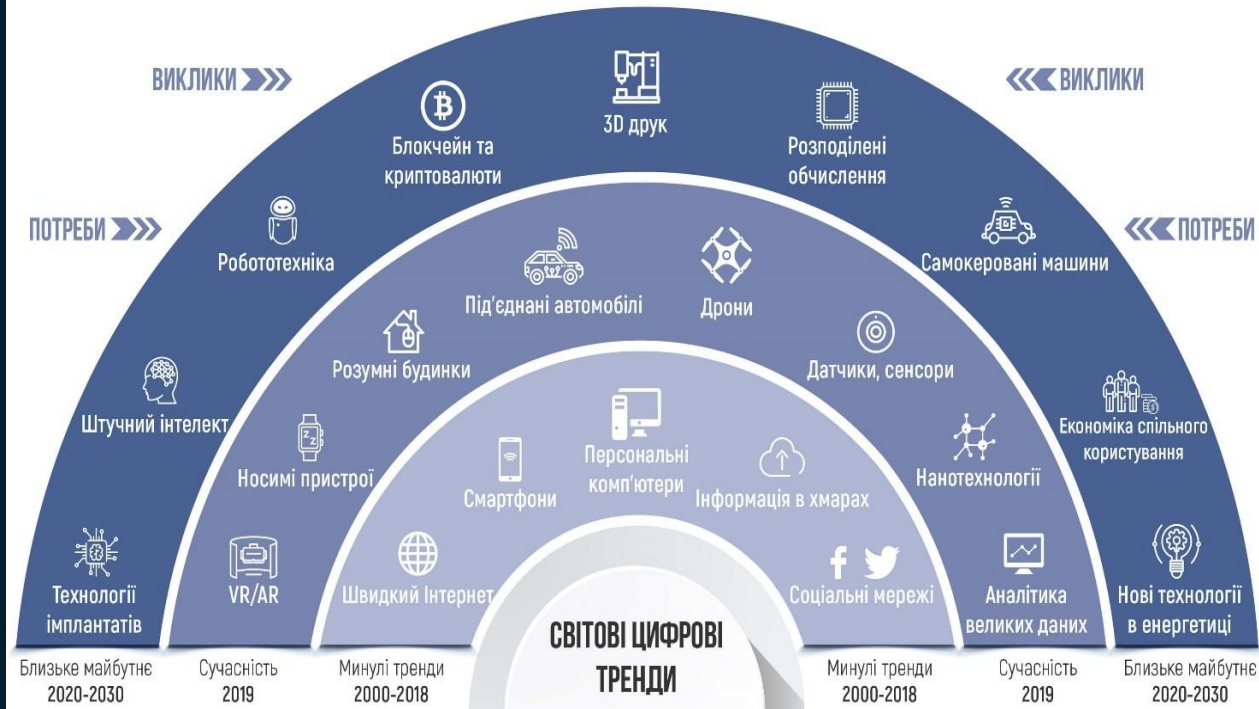 ВИКЛИКИ
ВИКЛИКИ
3D друк
Блокчейн та
криптовалюти
Розподілені
обчислення
ПОТРЕБИ
ПОТРЕБИ
Робототехніка
Самокеровані машини
Під'єднані автомобілі
Дрони
Розумні будинки
Датчики, сенсори
Штучний інтелект
Економіка спільного
користування
Носимі пристрої
Нанотехнології
Смартфони
Персональні
комп'ютери
Інформація в хмарах
Технології
імплантатів
VR/AR
Швидкий Інтернет
Соціальні мережі
Аналітика
великих даних
Нові технології
в енергетиці
СВІТОВІ ЦИФРОВІ
ТРЕНДИ
Близьке майбутнє
2020-2030
Сучасність
2019
Минулі тренди
2000-2018
Минулі тренди
2000-2018
Сучасність
2019
Близьке майбутнє
2020-2030